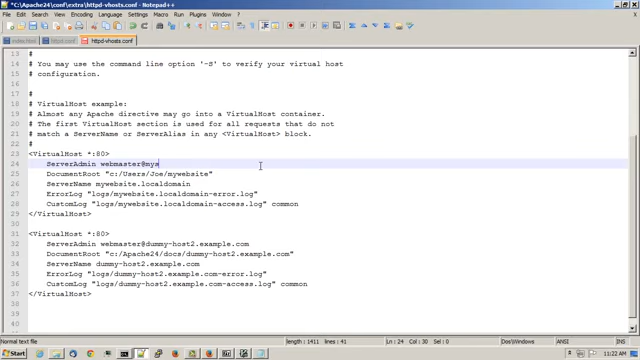 *C:\Apache24\conf\extra\httpd-vhosts.conf - Notepad++
File Edit Search View Encoding Language Settings Macro Run Plugins Window ?
index.html httpd.conf httpd-vhosts.conf
13 #
14 # You may use the command line option '-S' to verify your virtual host
15 # configuration.
16
17 #
18 # VirtualHost example:
19 # Almost any Apache directive may go into a VirtualHost container.
20 # The first VirtualHost section is used for all requests that do not
21 # match a ServerName or ServerAlias in any <VirtualHost> block.
22 #
23 <VirtualHost *:80>
24 ServerAdmin webmaster@mys
25 DocumentRoot "c:/Users/Joe/mywebsite"
26 ServerName mywebsite.localdomain
27 ErrorLog "logs/mywebsite.localdomain-error.log"
28 CustomLog "logs/mywebsite.localdomain-access.log" common
29 </VirtualHost>
30
31 <VirtualHost *:80>
32 ServerAdmin webmaster@dummy-host2.example.com
33 DocumentRoot "c:/Apache24/docs/dummy-host2.example.com"
34 ServerName dummy-host2.example.com
35 ErrorLog "logs/dummy-host2.example.com-error.log"
36 CustomLog "logs/dummy-host2.example.com-access.log" common
37 </VirtualHost>
38
39
40
Normal text file length : 1411 lines : 41 Ln : 24 Col : 30 Sel : 0 Dos\Windows ANSI INS
Start 11:22 AM